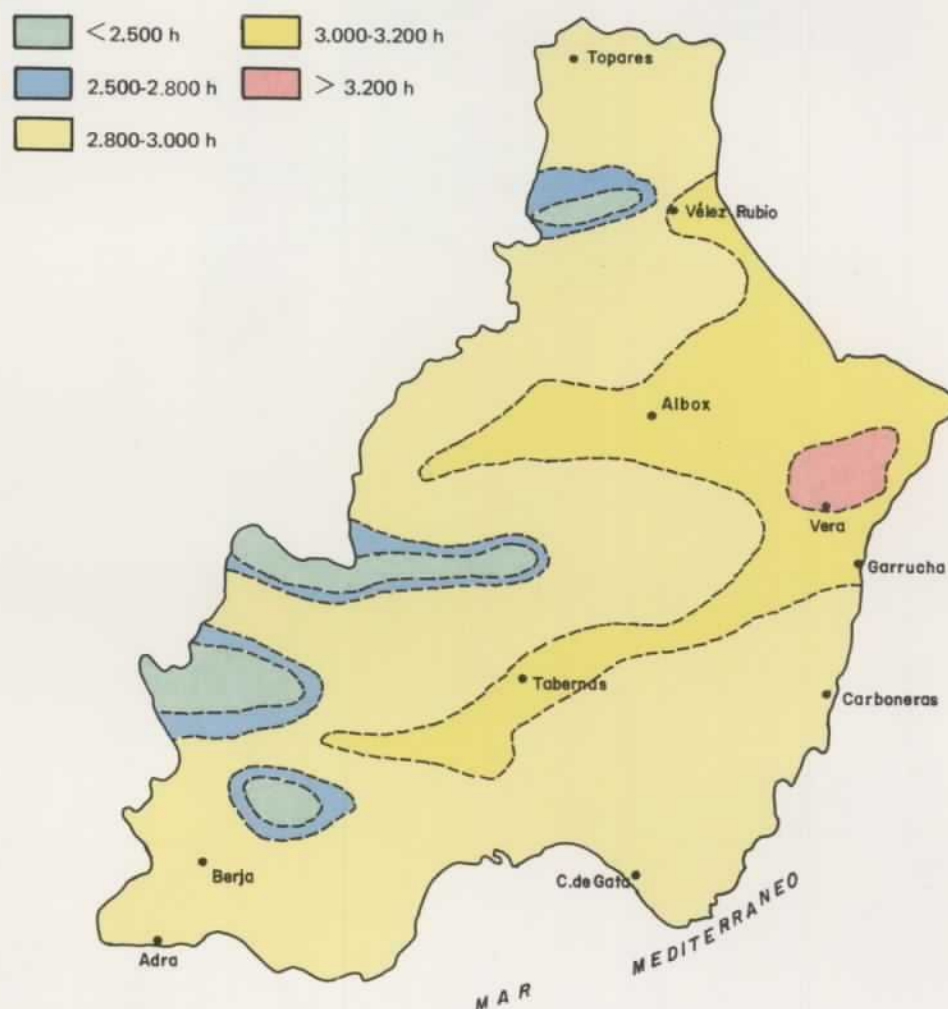 < 2.500 h
2.500-2.800 h
2.800-3.000 h
3.000-3.200 h
> 3.200 h
Topares
Vélez Rubio
Albox
Vera
Garrucha
Tabernas
Carboneras
Berja
C. de Gata
Adra
MAR MEDITERRANEO